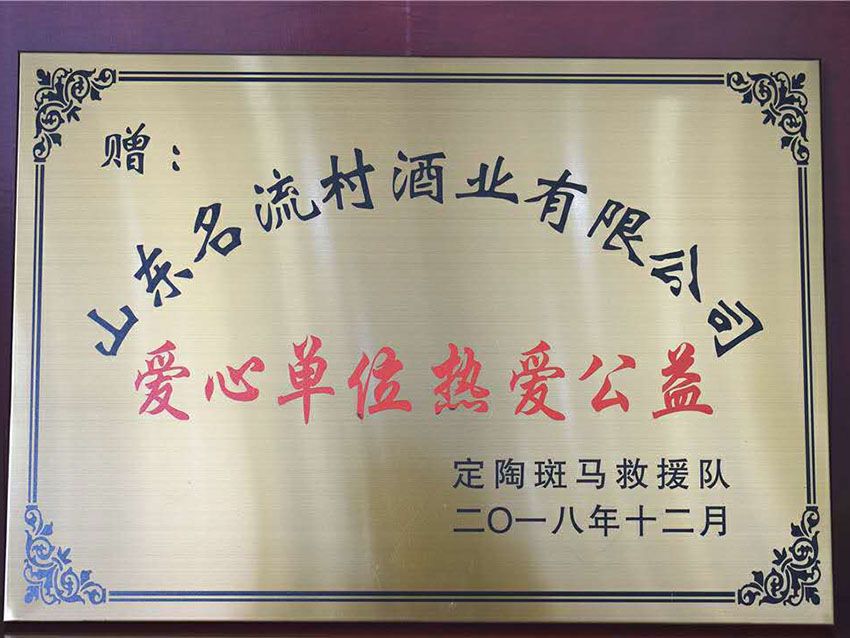 赠：
山东名流村酒业有限公司
爱心单位热爱公益
定陶斑马救援队
二〇一八年十二月